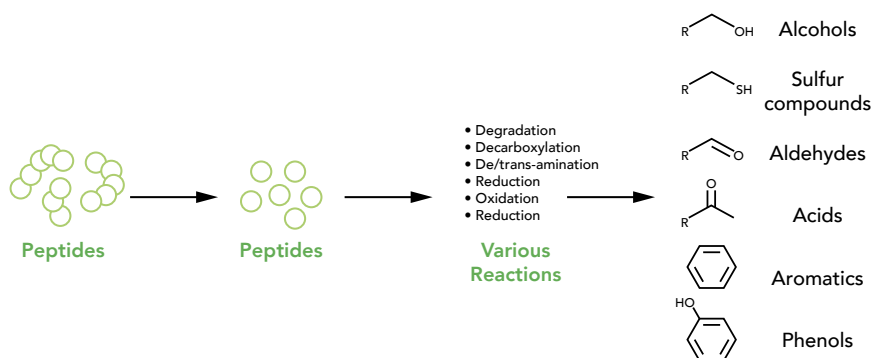 Peptides
Peptides
• Degradation
• Decarboxylation
• De/trans-amination
• Reduction
• Oxidation
• Reduction
Various
Reactions
R OH Alcohols
R SH Sulfur
compounds
R O Aldehydes
O
R Acids
Aromatics
HO
Phenols